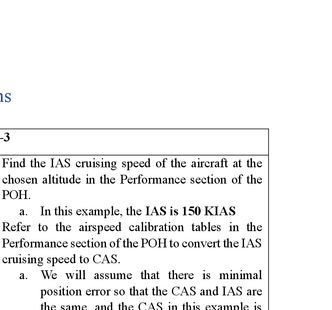 ns
-3
Find the IAS cruising speed of the aircraft at the
chosen altitude in the Performance section of the
POH.
a. In this example, the IAS is 150 KIAS
Refer to the airspeed calibration tables in the
Performance section of the POH to convert the IAS
cruising speed to CAS.
a. We will assume that there is minimal
position error so that the CAS and IAS are
the same, and the CAS in this example is